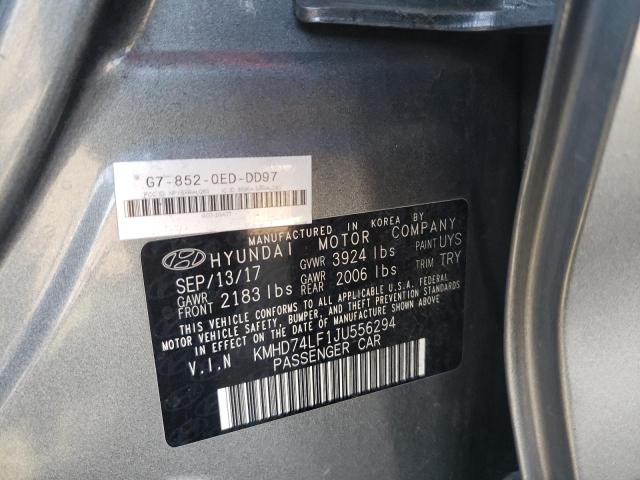 G7-852-0ED-DD97
MANUFACTURED IN KOREA
HYUNDAI MOTOR COMPANY
SEP/13/17 GVWR 3924 lbs PAINT UYS
GAWR FRONT 2183 lbs GAWR REAR 2006 lbs TRIM TRY
THIS VEHICLE CONFORMS TO ALL APPLICABLE U.S.A. FEDERAL
MOTOR VEHICLE SAFETY, BUMPER, AND THEFT PREVENTION
STANDARDS IN EFFECT ON THE DATE OF MANUFACTURE SHOWN ABOVE.
V.I.N KMHD74LF1JU556294
PASSENGER CAR